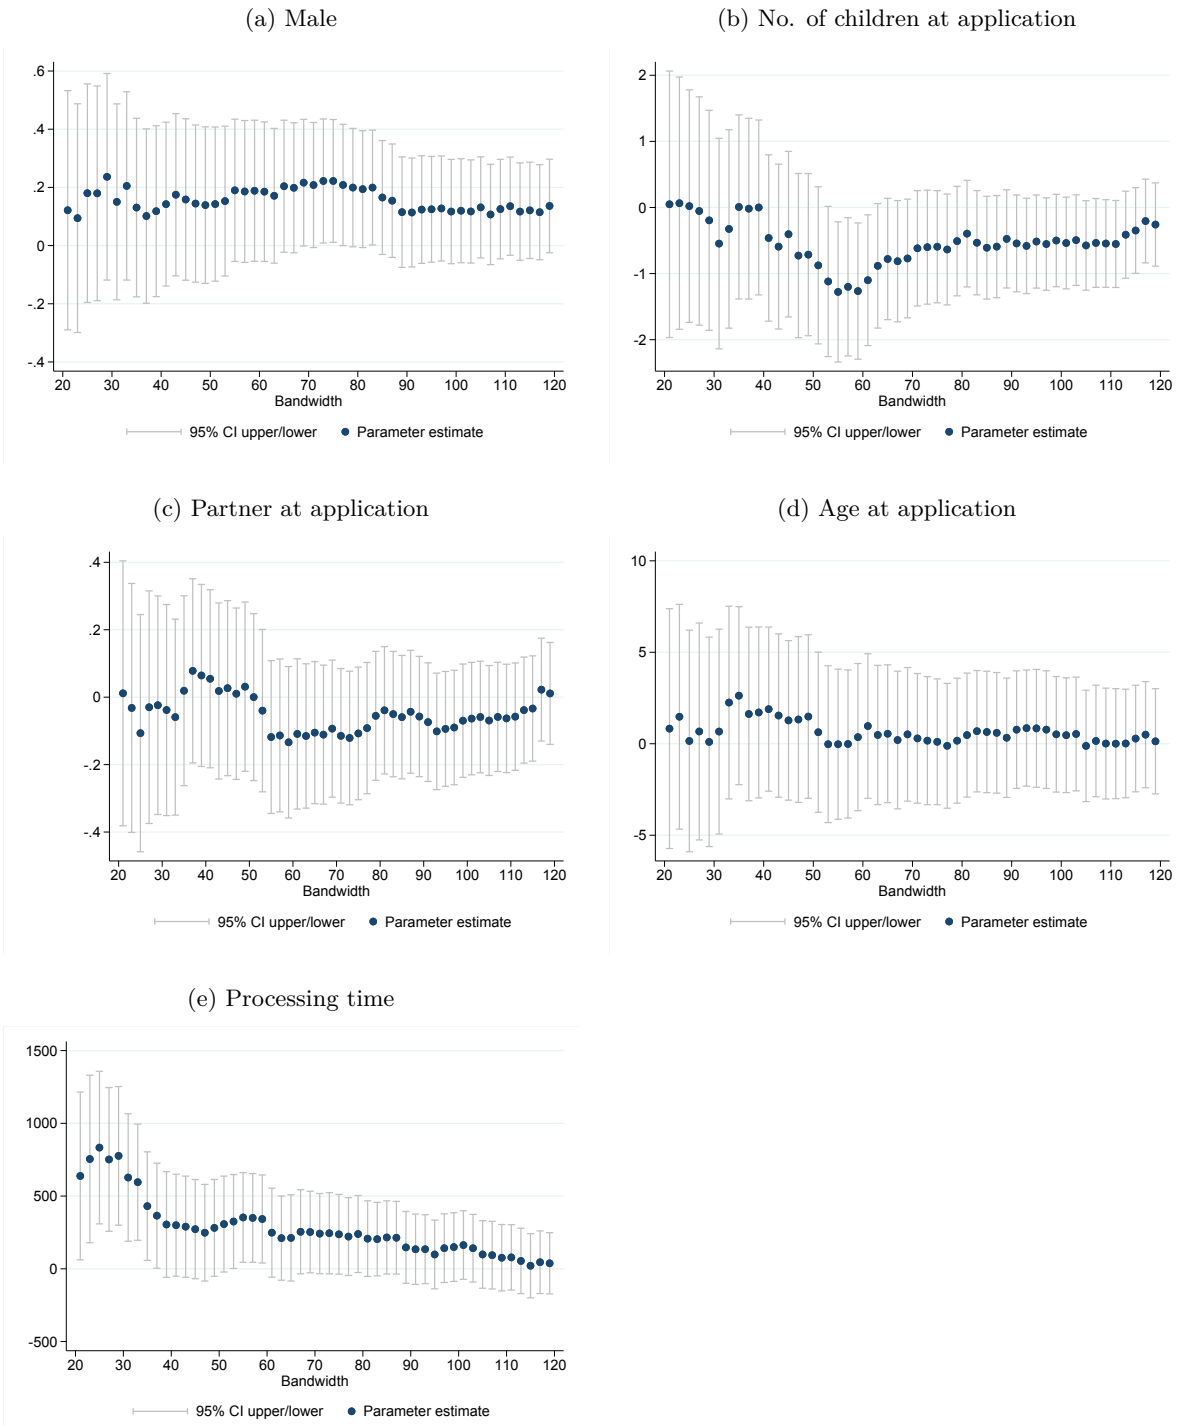 (a) Male
.6
.4
.2
0
-.2
-.4
20 30 40 50 60 70 80 90 100 110 120
Bandwidth
95% CI upper/lower Parameter estimate
(b) No. of children at application
2
1
0
-1
-2
20 30 40 50 60 70 80 90 100 110 120
Bandwidth
95% CI upper/lower Parameter estimate
(c) Partner at application
.4
.2
0
-.2
-.4
20 30 40 50 60 70 80 90 100 110 120
Bandwidth
95% CI upper/lower Parameter estimate
(d) Age at application
10
5
0
-5
20 30 40 50 60 70 80 90 100 110 120
Bandwidth
95% CI upper/lower Parameter estimate
(e) Processing time
1500
1000
500
0
-500
20 30 40 50 60 70 80 90 100 110 120
Bandwidth
95% CI upper/lower Parameter estimate